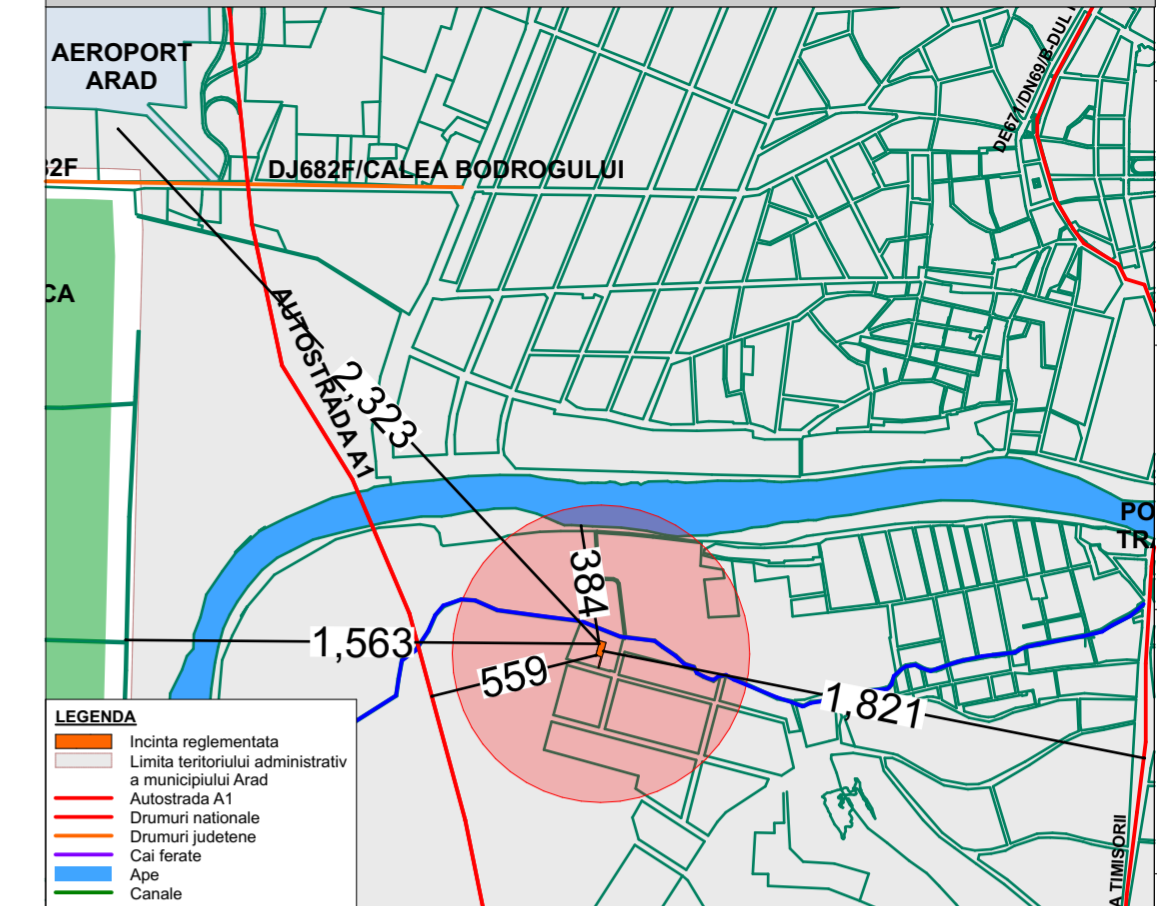 AEROPORT
ARAD
DE671/DN69/B-DUL
32F
DJ682F/CALEA BODROGULUI
CA
AUTOSTRADA A1
2,323
PO
TRA
384
1,563
559
1,821
A TIMISORII
LEGENDA
Incinta reglementata
Limita teritoriului administrativ
a municipiului Arad
Autostrada A1
Drumuri nationale
Drumuri judetene
Cai ferate
Ape
Canale